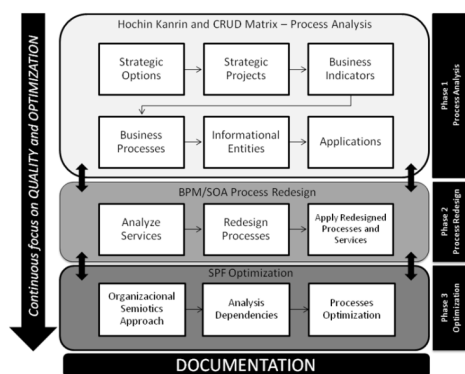 Hochin Kanrin and CRUD Matrix – Process Analysis
Strategic
Options
Strategic
Projects
Business
Indicators
Business
Processes
Informational
Entities
Applications
Phase 1
Process Analysis
BPM/SOA Process Redesign
Analyze
Services
Redesign
Processes
Apply Redesigned
Processes and
Services
Phase 2
Process Redesign
SPF Optimization
Organizacional
Semiotics
Approach
Analysis
Dependencies
Processes
Optimization
Phase 3
Optimization
Continuous focus on QUALITY and OPTIMIZATION
DOCUMENTATION